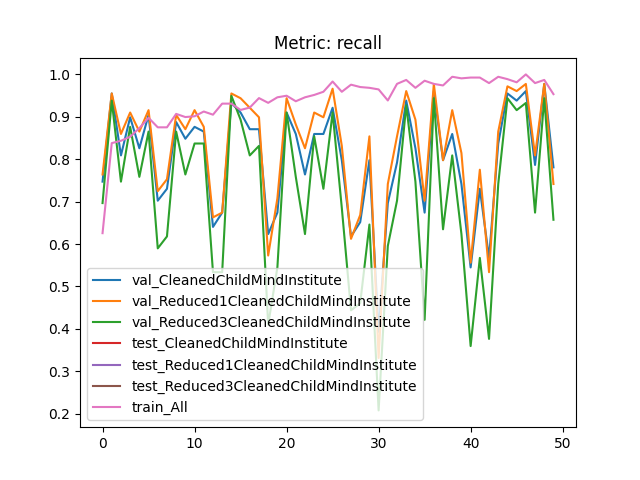 Metric: recall
1.0
0.9
0.8
0.7
0.6
0.5
0.4
0.3
0.2
val_CleanedChildMindInstitute
val_Reduced1CleanedChildMindInstitute
val_Reduced3CleanedChildMindInstitute
test_CleanedChildMindInstitute
test_Reduced1CleanedChildMindInstitute
test_Reduced3CleanedChildMindInstitute
train_All
0 10 20 30 40 50